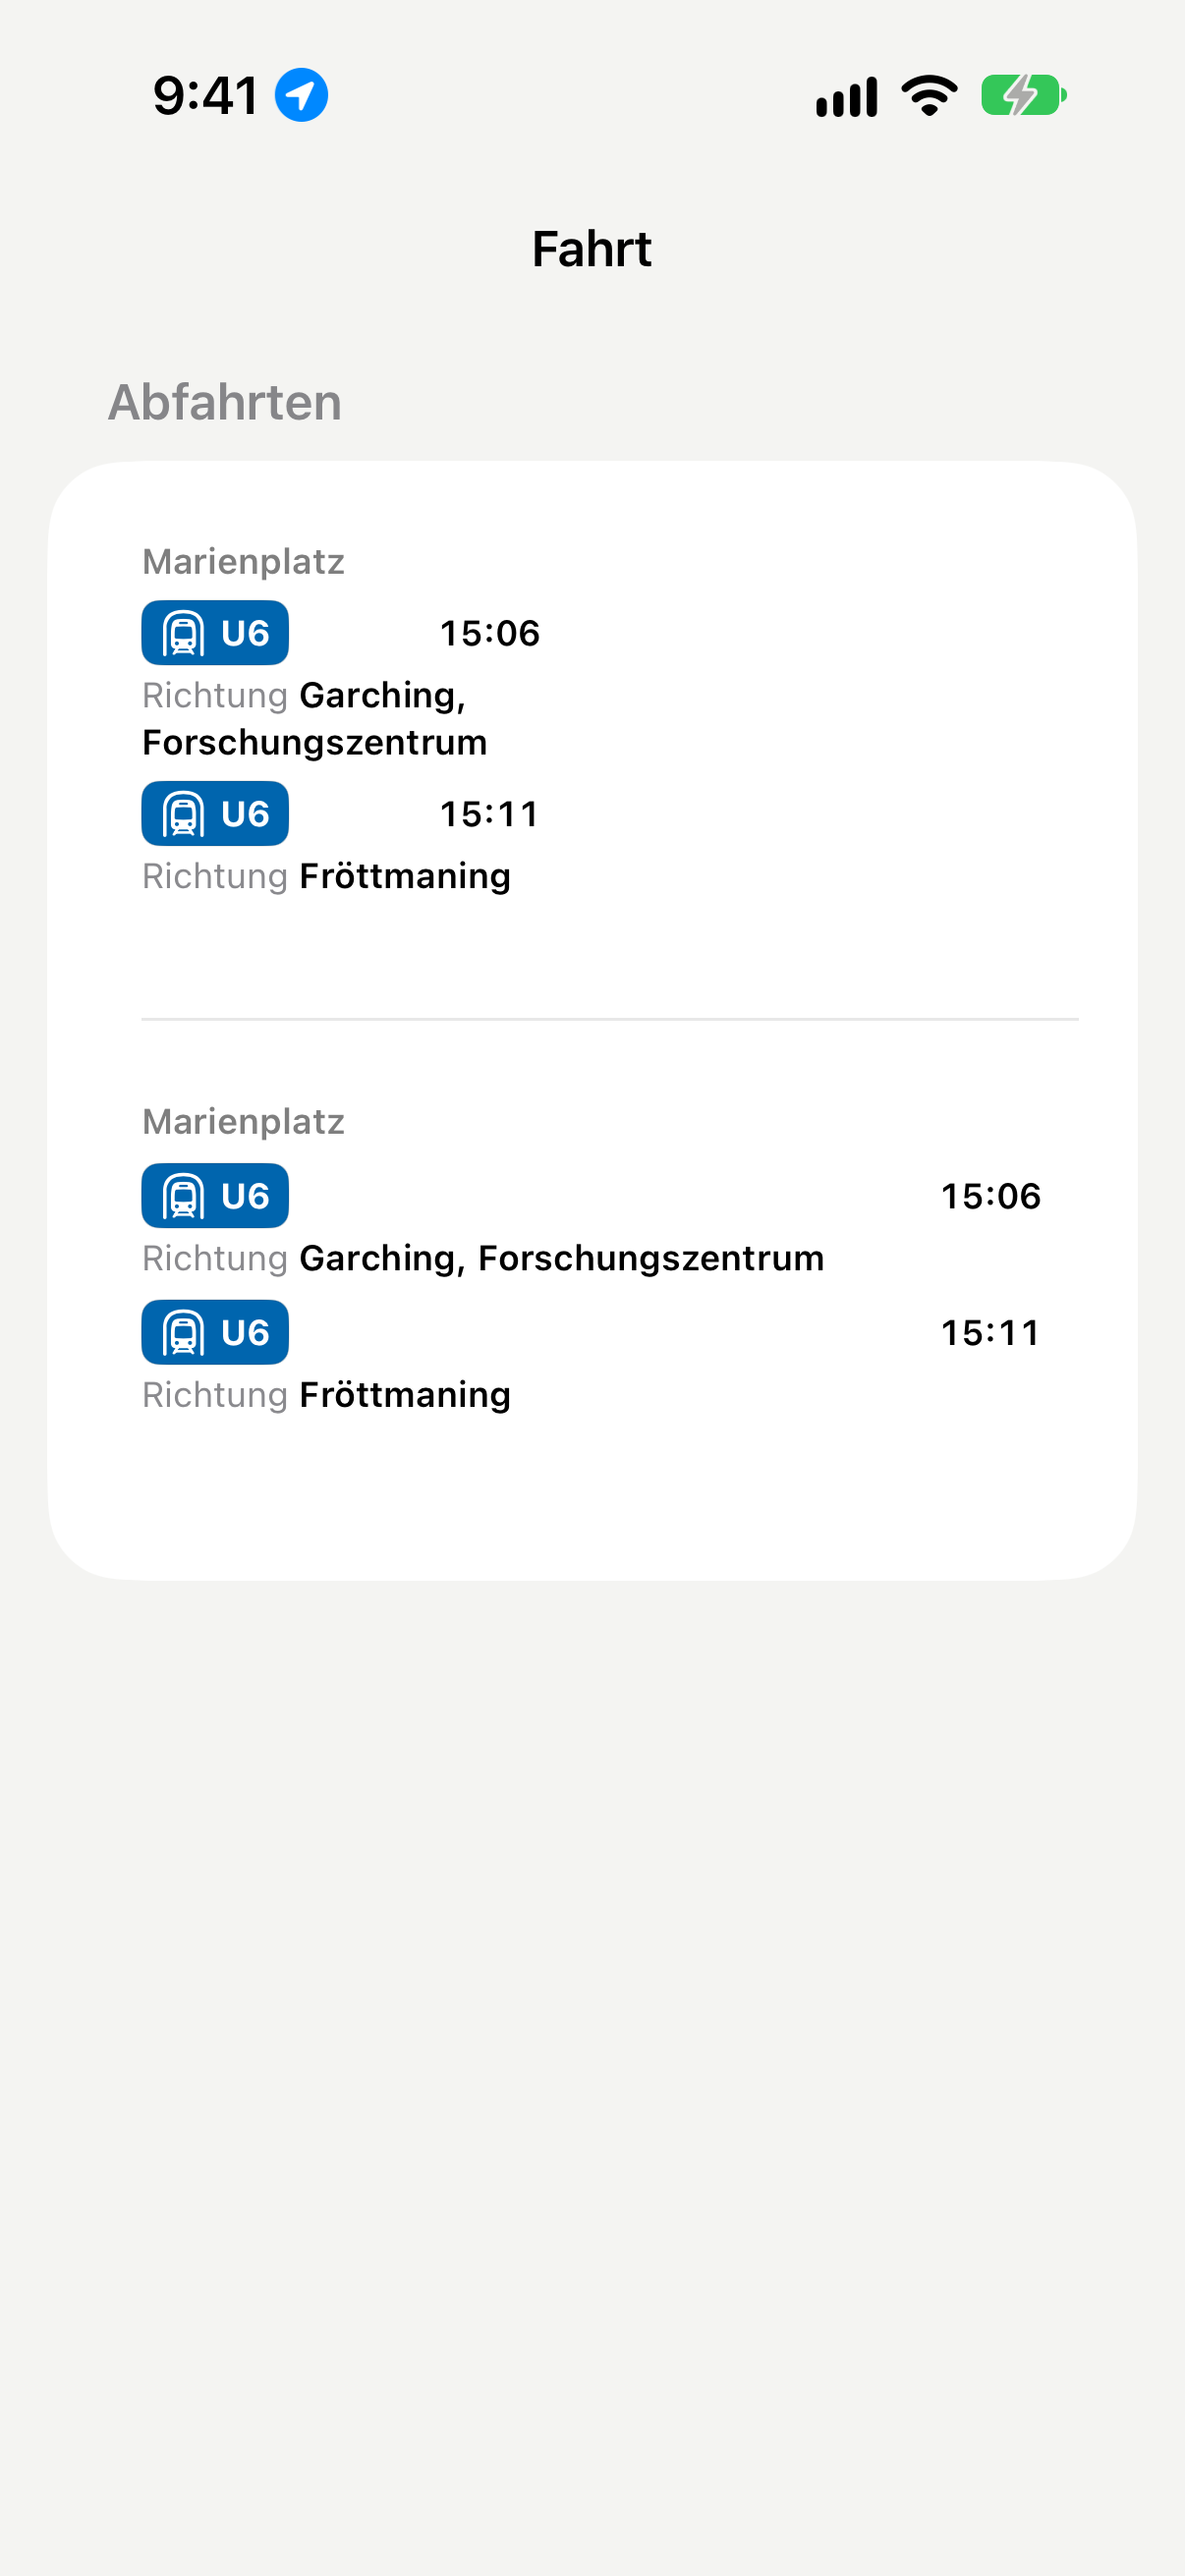 9:41
Fahrt
Abfahrten
Marienplatz
U6 15:06
Richtung Garching,
Forschungszentrum
U6 15:11
Richtung Fröttmaning
Marienplatz
U6 15:06
Richtung Garching, Forschungszentrum
U6 15:11
Richtung Fröttmaning